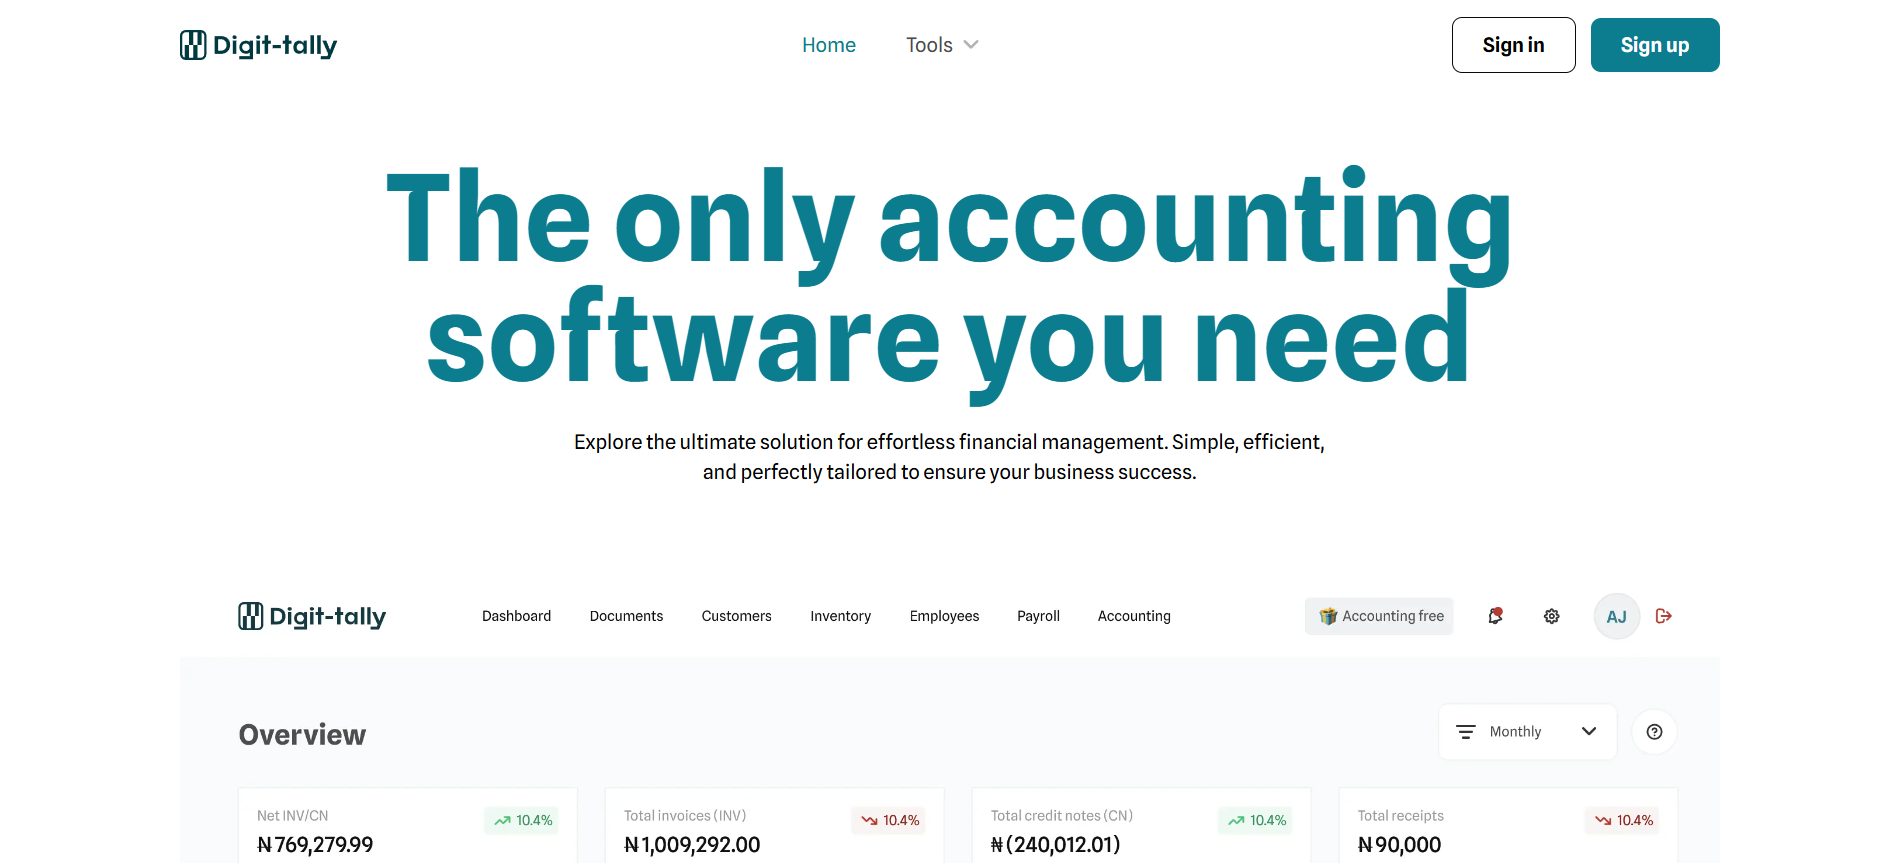 Digit-tally
Home
Tools
Sign in
Sign up
The only accounting
software you need
Explore the ultimate solution for effortless financial management. Simple, efficient,
and perfectly tailored to ensure your business success.
Digit-tally
Dashboard
Documents
Customers
Inventory
Employees
Payroll
Accounting
Accounting free
AJ
Overview
Monthly
Net INV/CN
10.4%
₦769,279.99
Total invoices (INV)
10.4%
₦1,009,292.00
Total credit notes (CN)
10.4%
₦(240,012.01)
Total receipts
10.4%
₦90,000